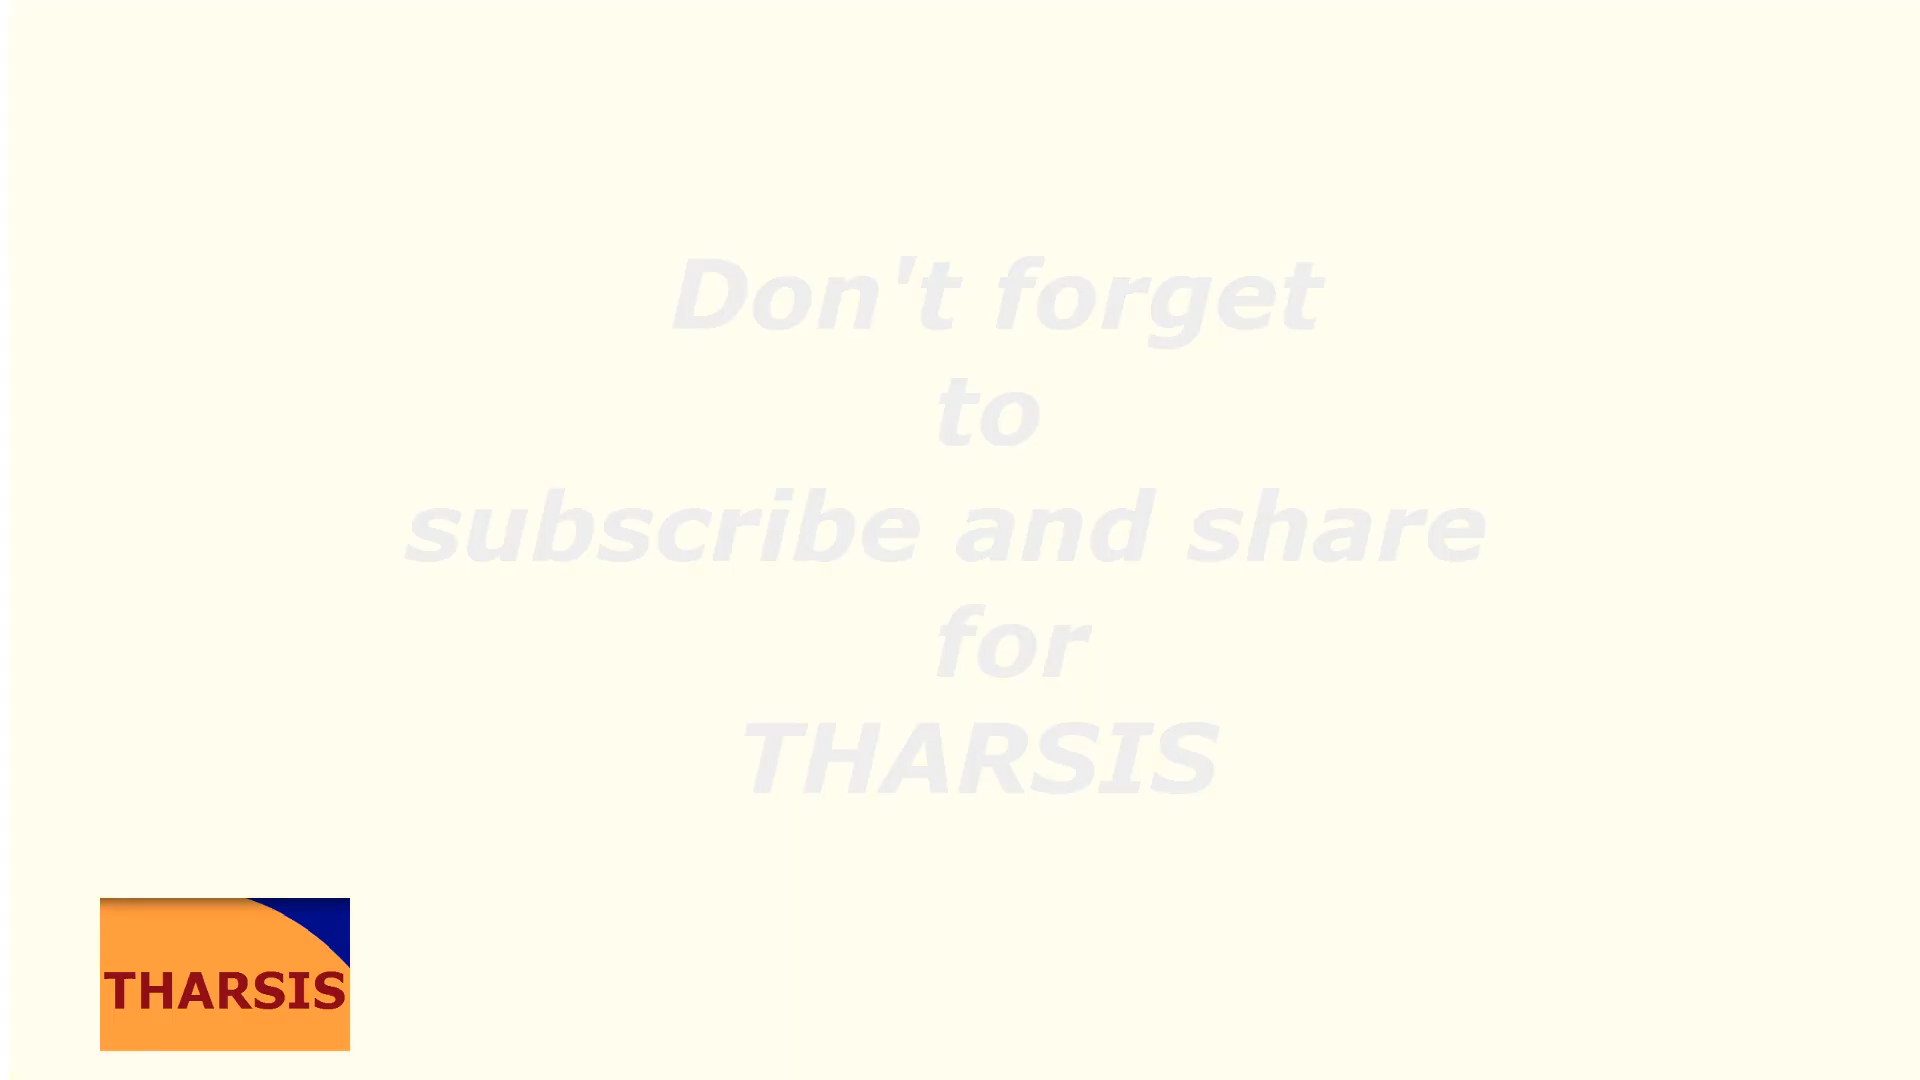 Don't forget
to
subscribe and share
for
THARSIS
THARSIS